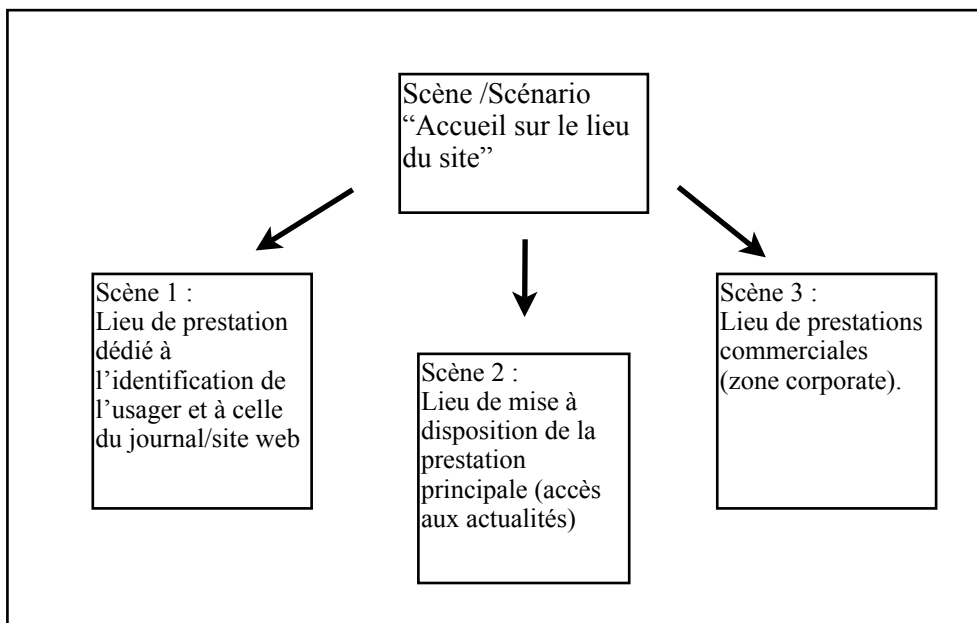 Scène /Scénario
“Accueil sur le lieu
du site”
Scène 1 :
Lieu de prestation
dédié à
l’identification de
l’usager et à celle
du journal/site web
Scène 2 :
Lieu de mise à
disposition de la
prestation
principale (accès
aux actualités)
Scène 3 :
Lieu de prestations
commerciales
(zone corporate).